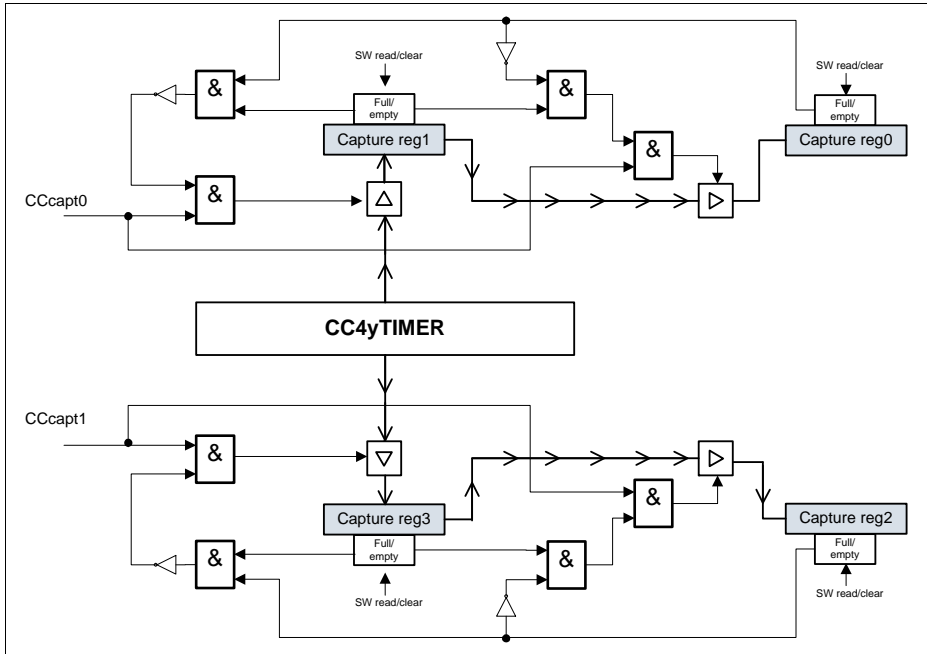 SW read/clear
SW read/clear
&
&
Full/
empty
Full/
empty
Capture reg1
&
Capture reg0
&
CCcapt0
CC4yTIMER
CCcapt1
&
&
Capture reg3
Capture reg2
Full/
empty
Full/
empty
&
&
SW read/clear
SW read/clear